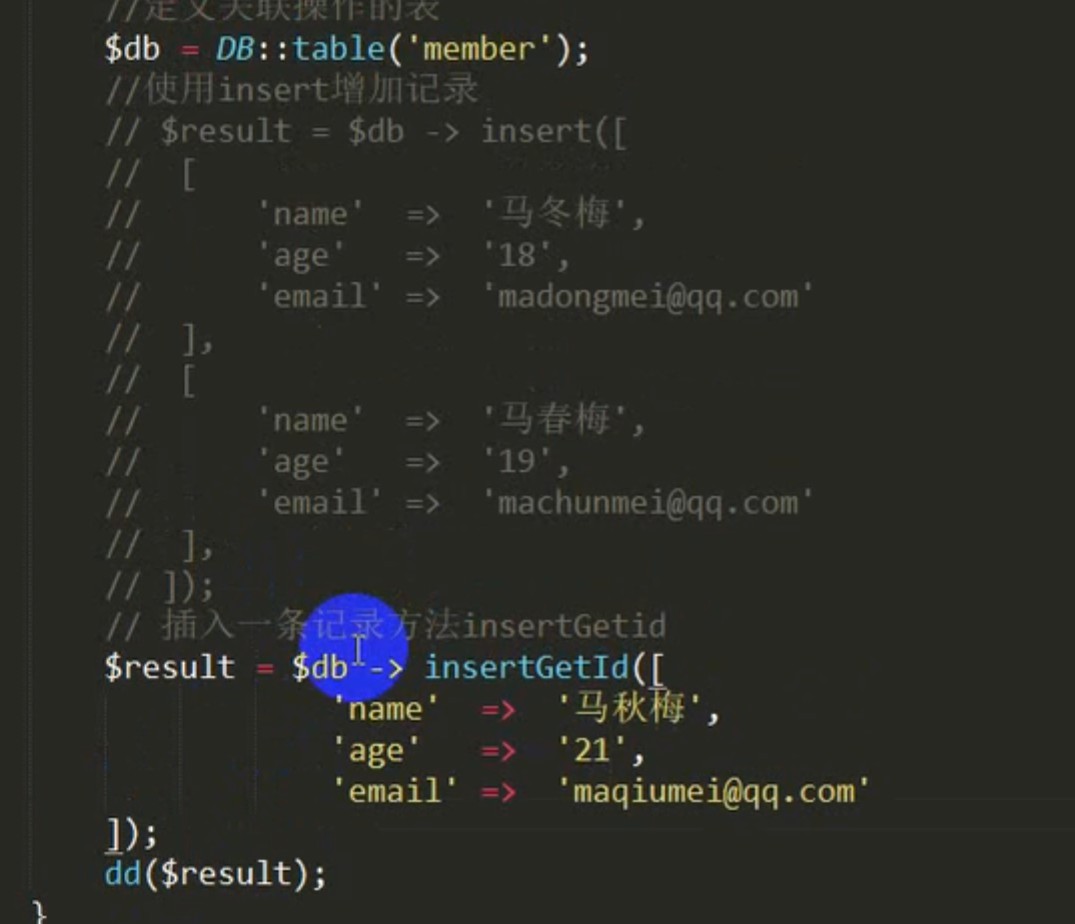 //定义关联操作的表
$db = DB::table('member');
//使用insert增加记录
// $result = $db -> insert([
//  [
//      'name'  =>  '马冬梅',
//      'age'   =>  '18',
//      'email' =>  'madongmei@qq.com'
//  ],
//  [
//      'name'  =>  '马春梅',
//      'age'   =>  '19',
//      'email' =>  'machunmei@qq.com'
//  ],
// ]);
// 插入一条记录方法insertGetid
$result = $db -> insertGetId([
'name'  =>  '马秋梅',
'age'   =>  '21',
'email' =>  'maqiumei@qq.com'
]);
dd($result);
}